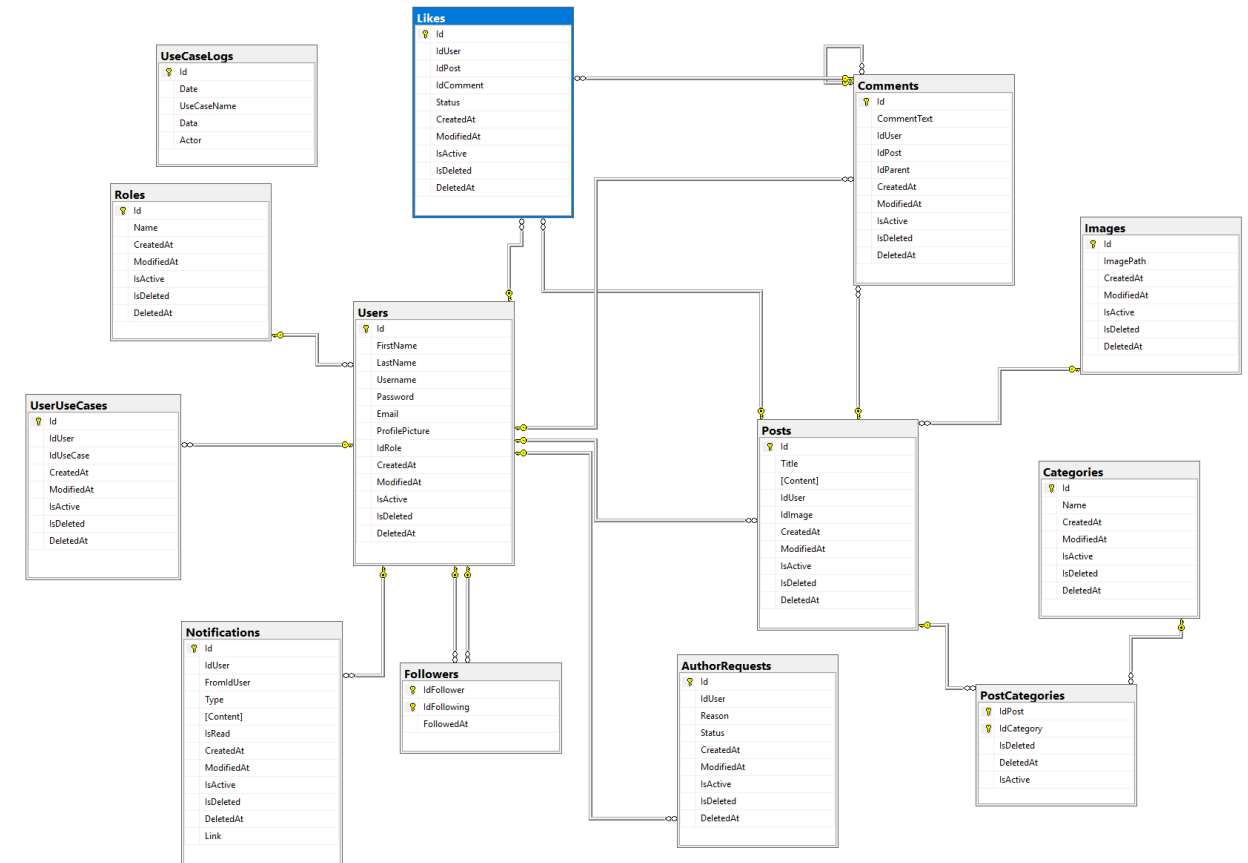 Likes
Id
IdUser
IdPost
IdComment
Status
CreatedAt
ModifiedAt
IsActive
IsDeleted
DeletedAt
UseCaseLogs
Id
Date
UseCaseName
Data
Actor
Comments
Id
CommentText
IdUser
IdPost
IdParent
CreatedAt
ModifiedAt
IsActive
IsDeleted
DeletedAt
Roles
Id
Name
CreatedAt
ModifiedAt
IsActive
IsDeleted
DeletedAt
Images
Id
ImagePath
CreatedAt
ModifiedAt
IsActive
IsDeleted
DeletedAt
Users
Id
FirstName
LastName
Username
Password
Email
ProfilePicture
IdRole
CreatedAt
ModifiedAt
IsActive
IsDeleted
DeletedAt
UserUseCases
Id
IdUser
IdUseCase
CreatedAt
ModifiedAt
IsActive
IsDeleted
DeletedAt
Posts
Id
Title
[Content]
IdUser
IdImage
CreatedAt
ModifiedAt
IsActive
IsDeleted
DeletedAt
Categories
Id
Name
CreatedAt
ModifiedAt
IsActive
IsDeleted
DeletedAt
Notifications
Id
IdUser
FromIdUser
Type
[Content]
IsRead
CreatedAt
ModifiedAt
IsActive
IsDeleted
DeletedAt
Link
Followers
IdFollower
IdFollowing
FollowedAt
AuthorRequests
Id
IdUser
Reason
Status
CreatedAt
ModifiedAt
IsActive
IsDeleted
DeletedAt
PostCategories
IdPost
IdCategory
IsDeleted
DeletedAt
IsActive